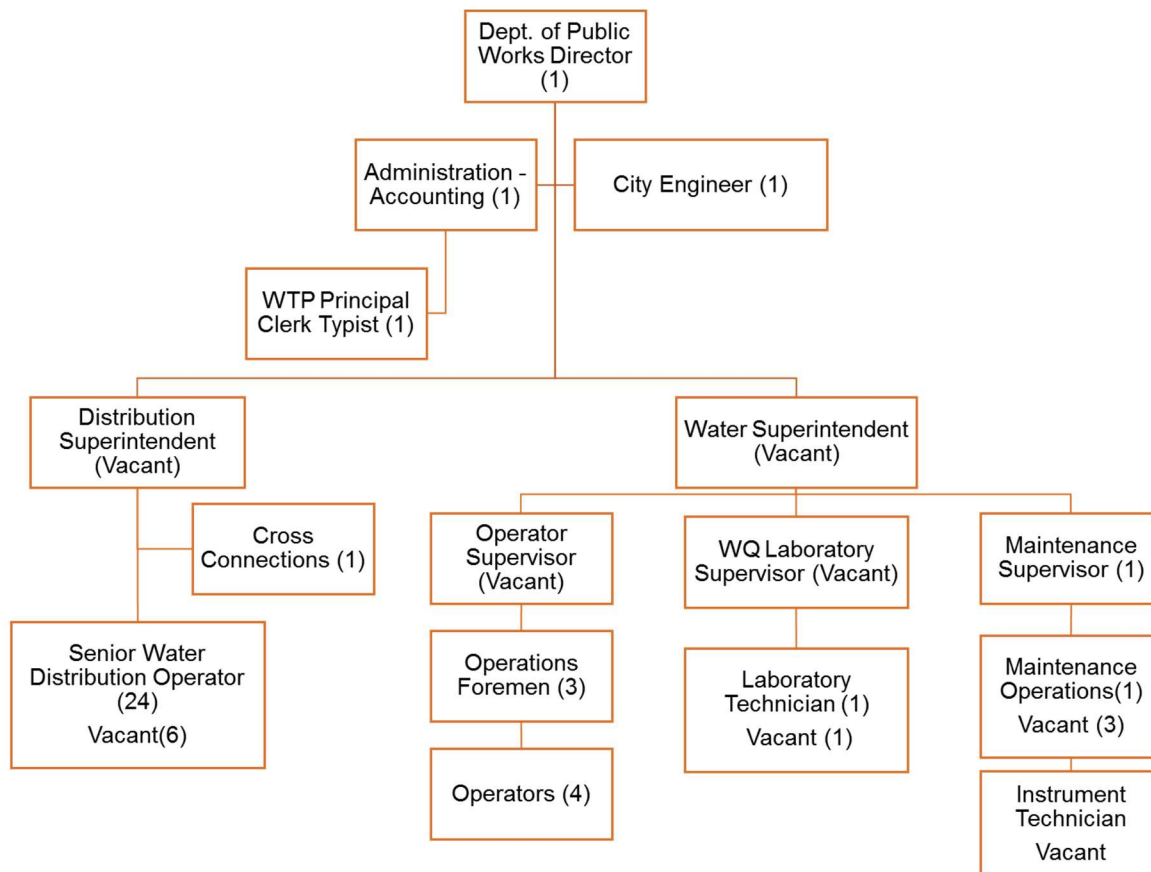 Dept. of Public
Works Director
(1)
Administration -
Accounting (1)
City Engineer (1)
WTP Principal
Clerk Typist (1)
Distribution
Superintendent
(Vacant)
Water Superintendent
(Vacant)
Cross
Connections (1)
Operator
Supervisor
(Vacant)
WQ Laboratory
Supervisor (Vacant)
Maintenance
Supervisor (1)
Senior Water
Distribution Operator
(24)
Vacant(6)
Operations
Foremen (3)
Laboratory
Technician (1)
Vacant (1)
Maintenance
Operations(1)
Vacant (3)
Operators (4)
Instrument
Technician
Vacant